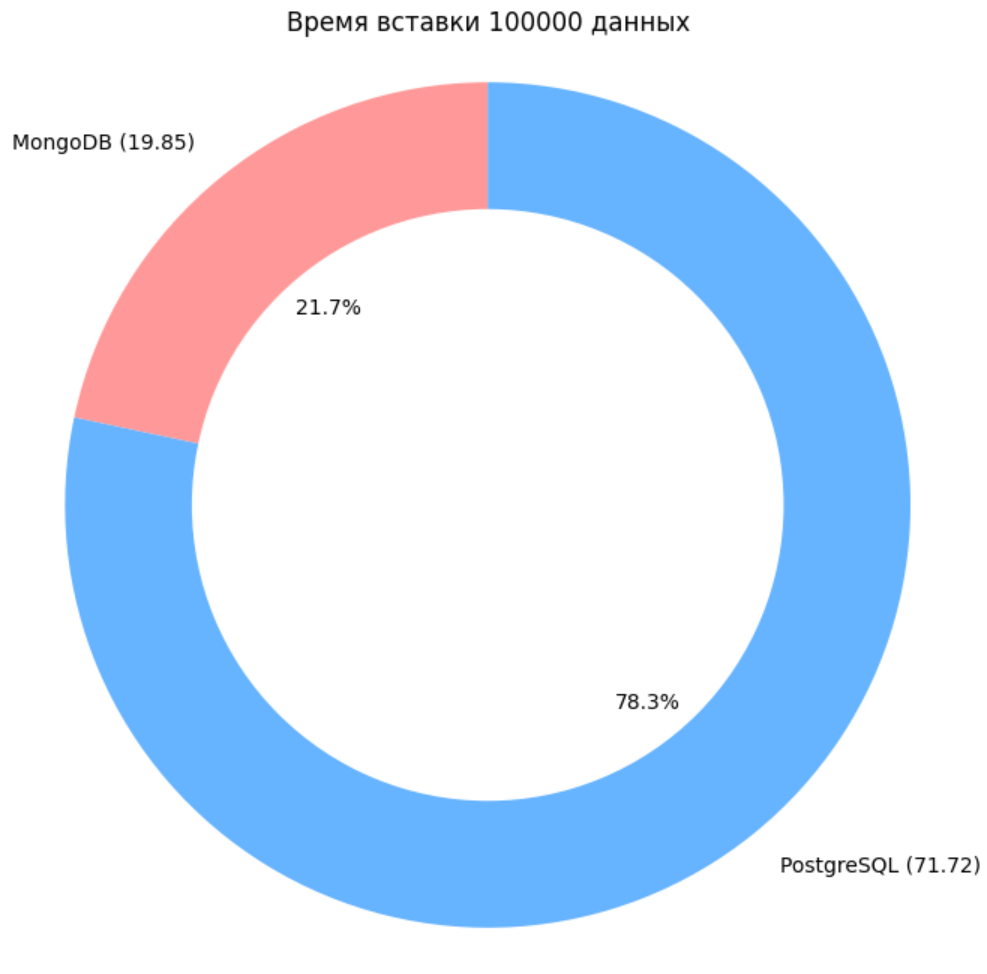 Время вставки 100000 данных
MongoDB (19.85)
21.7%
78.3%
PostgreSQL (71.72)